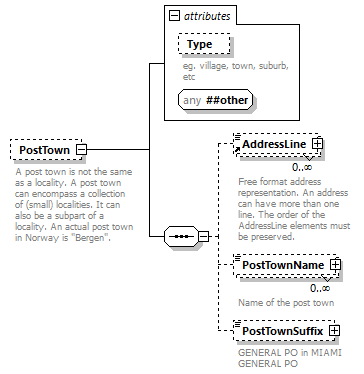 attributes
Type
eg. village, town, suburb,
etc
any ##other
PostTown
A post town is not the same
as a locality. A post town
can encompass a collection
of (small) localities. It can
also be a subpart of a
locality. An actual post town
in Norway is "Bergen".
AddressLine
0..∞
Free format address
representation. An address
can have more than one
line. The order of the
AddressLine elements must
be preserved.
PostTownName
0..∞
Name of the post town
PostTownSuffix
GENERAL PO in MIAMI
GENERAL PO